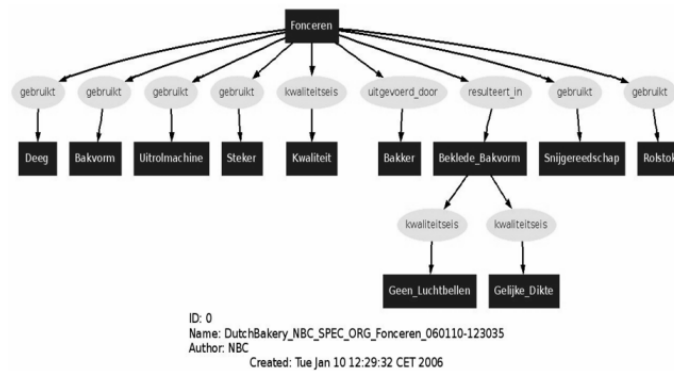 Fonceren
gebruikt gebruikt gebruikt gebruikt kwaliteitseis uitgevoerd_door resulteert_in gebruikt gebruikt
Deeg Bakvorm Uitrolmachine Steker Kwaliteit Bakker Beklede_Bakvorm Snijgereedschap Rolstok
kwaliteitseis kwaliteitseis
Geen_Luchtbellen Gelijke_Dikte
ID: 0
Name: DutchBakery_NBC_SPEC_ORG_Fonceren_060110-123035
Author: NBC
Created: Tue Jan 10 12:29:32 CET 2006